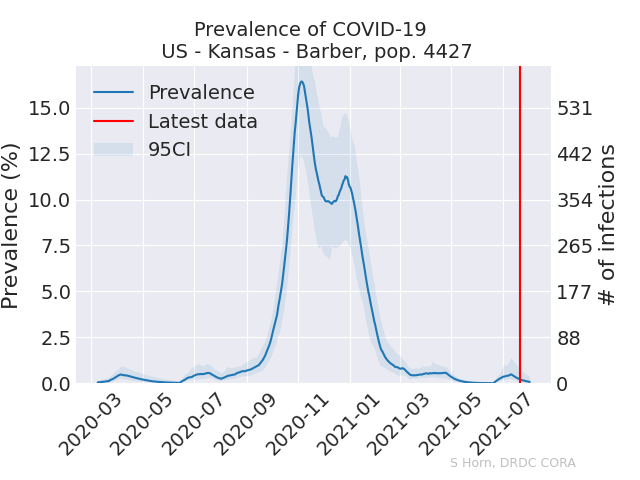 Prevalence of COVID-19
US - Kansas - Barber, pop. 4427
Prevalence
Latest data
95CI
Prevalence (%)
15.0
12.5
10.0
7.5
5.0
2.5
0.0
531
442
354
265
177
88
0
# of infections
2020-03
2020-05
2020-07
2020-09
2020-11
2021-01
2021-03
2021-05
2021-07
S Horn, DRDC CORA